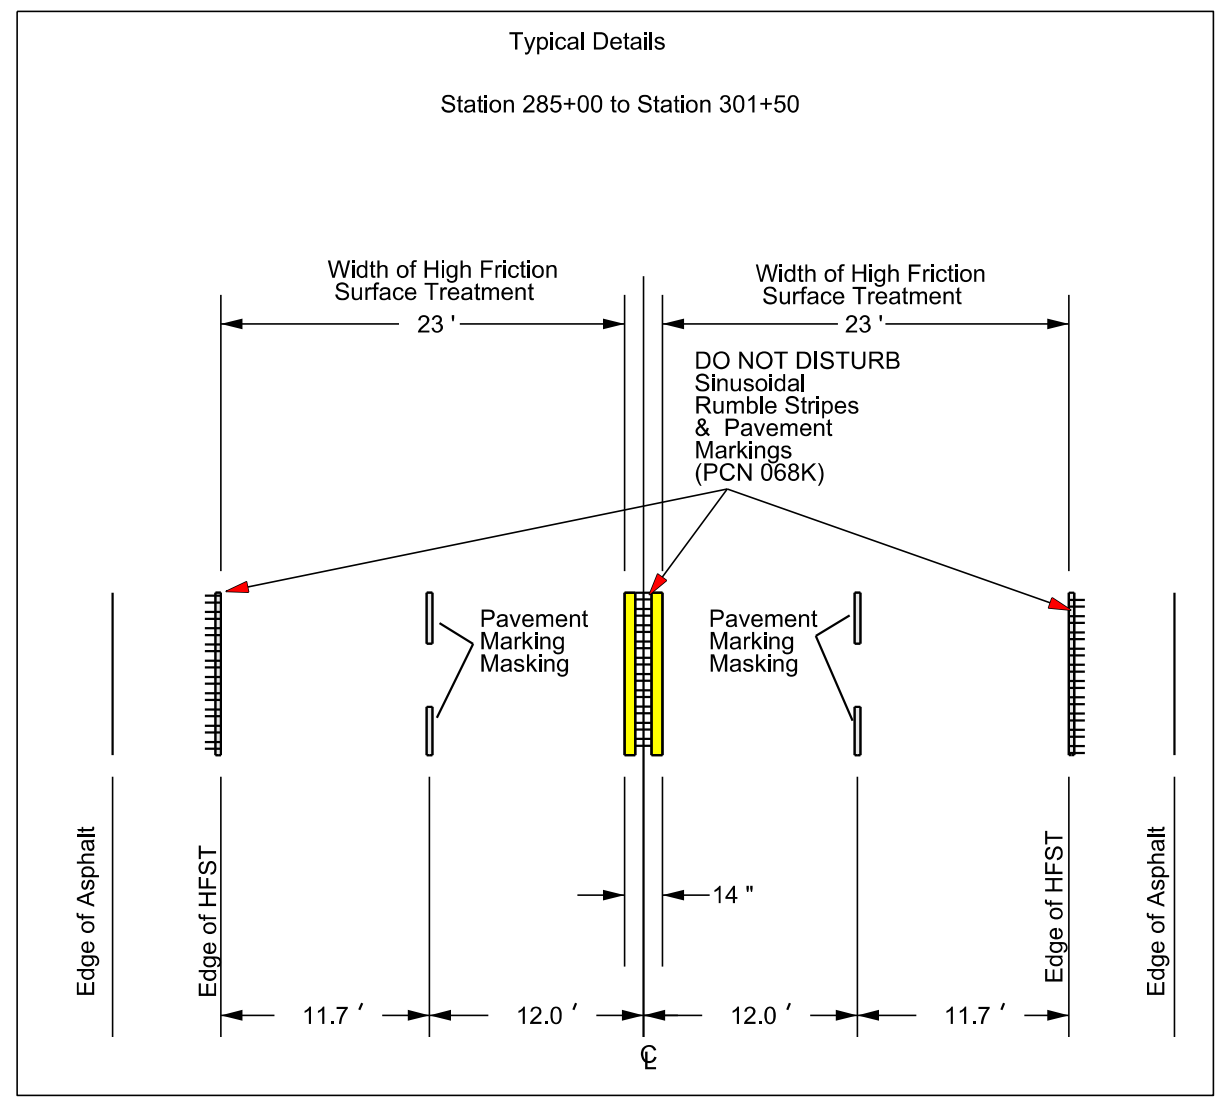 Typical Details
Station 285+00 to Station 301+50
Width of High Friction
Surface Treatment
23 '
Width of High Friction
Surface Treatment
23 '
DO NOT DISTURB
Sinusoidal
Rumble Stripes
& Pavement
Markings
(PCN 068K)
Pavement
Marking
Masking
Pavement
Marking
Masking
Edge of Asphalt
Edge of HFST
14 "
Edge of HFST
Edge of Asphalt
11.7 '
12.0 '
12.0 '
11.7 '
℄